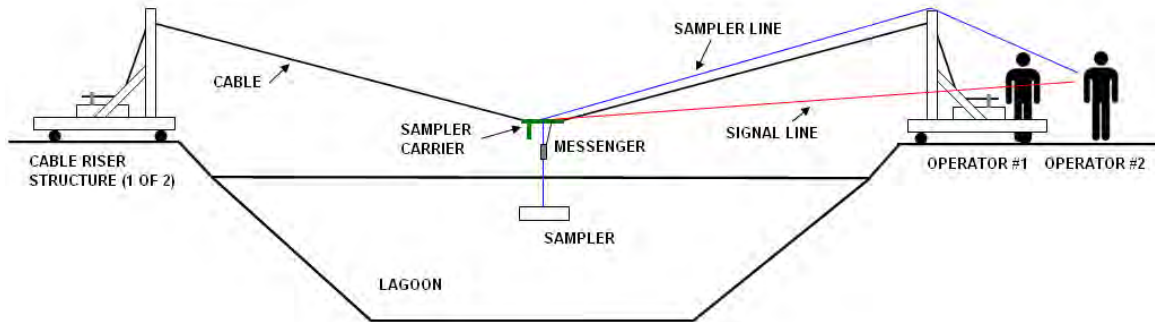 SAMPLER LINE
CABLE
SAMPLER
CARRIER
MESSENGER
SIGNAL LINE
CABLE RISER
STRUCTURE (1 OF 2)
OPERATOR #1
OPERATOR #2
SAMPLER
LAGOON